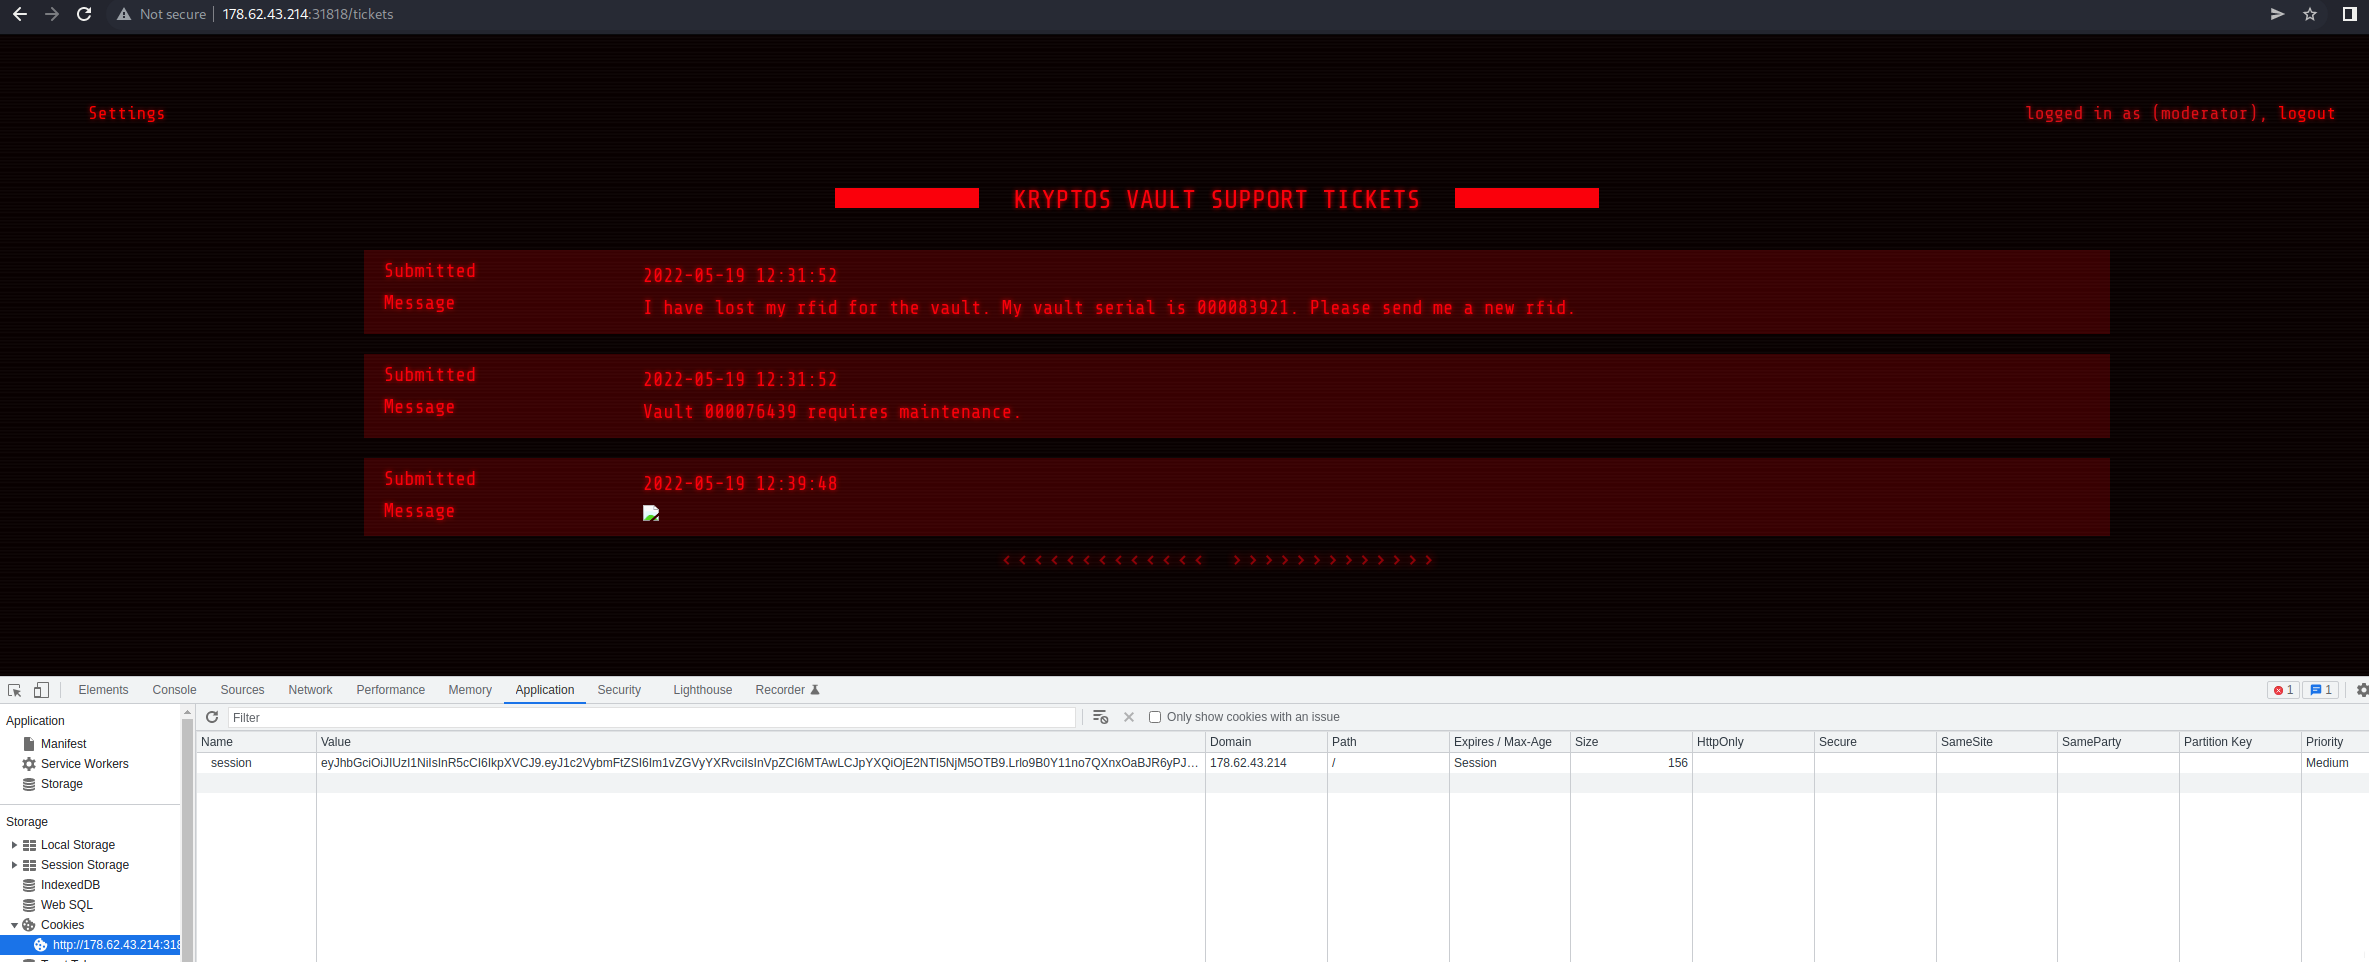 Not secure 178.62.43.214:31818/tickets
Settings
logged in as (moderator), logout
KRYPTOS VAULT SUPPORT TICKETS
Submitted 2022-05-19 12:31:52
Message I have lost my rfid for the vault. My vault serial is 000083921. Please send me a new rfid.
Submitted 2022-05-19 12:31:52
Message Vault 000076439 requires maintenance.
Submitted 2022-05-19 12:39:48
Message
<<<<<<<<<<<<< >>>>>>>>>>>>>
Elements Console Sources Network Performance Memory Application Security Lighthouse Recorder 1 1
Application
Manifest
Service Workers
Storage
Storage
Local Storage
Session Storage
IndexedDB
Web SQL
Cookies
http://178.62.43.214:318
Filter
Only show cookies with an issue
Name Value Domain Path Expires / Max-Age Size HttpOnly Secure SameSite SameParty Partition Key Priority
session eyJhbGciOiJIUzI1NiIsInR5cCI6IkpXVCJ9.eyJ1c2VybmFtZSI6Im1vZGVyYXRvciIsInVpZCI6MTAwLCJpYXQiOjE2NTI5NjM5OTB9.Lrlo9B0Y11no7QXnxOaBJR6yPJ… 178.62.43.214 / Session 156 Medium